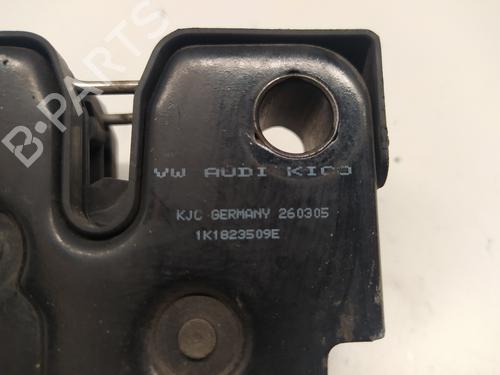 B-PARTS
VW AUDI KICO
KJC GERMANY 260305
1K1823509E